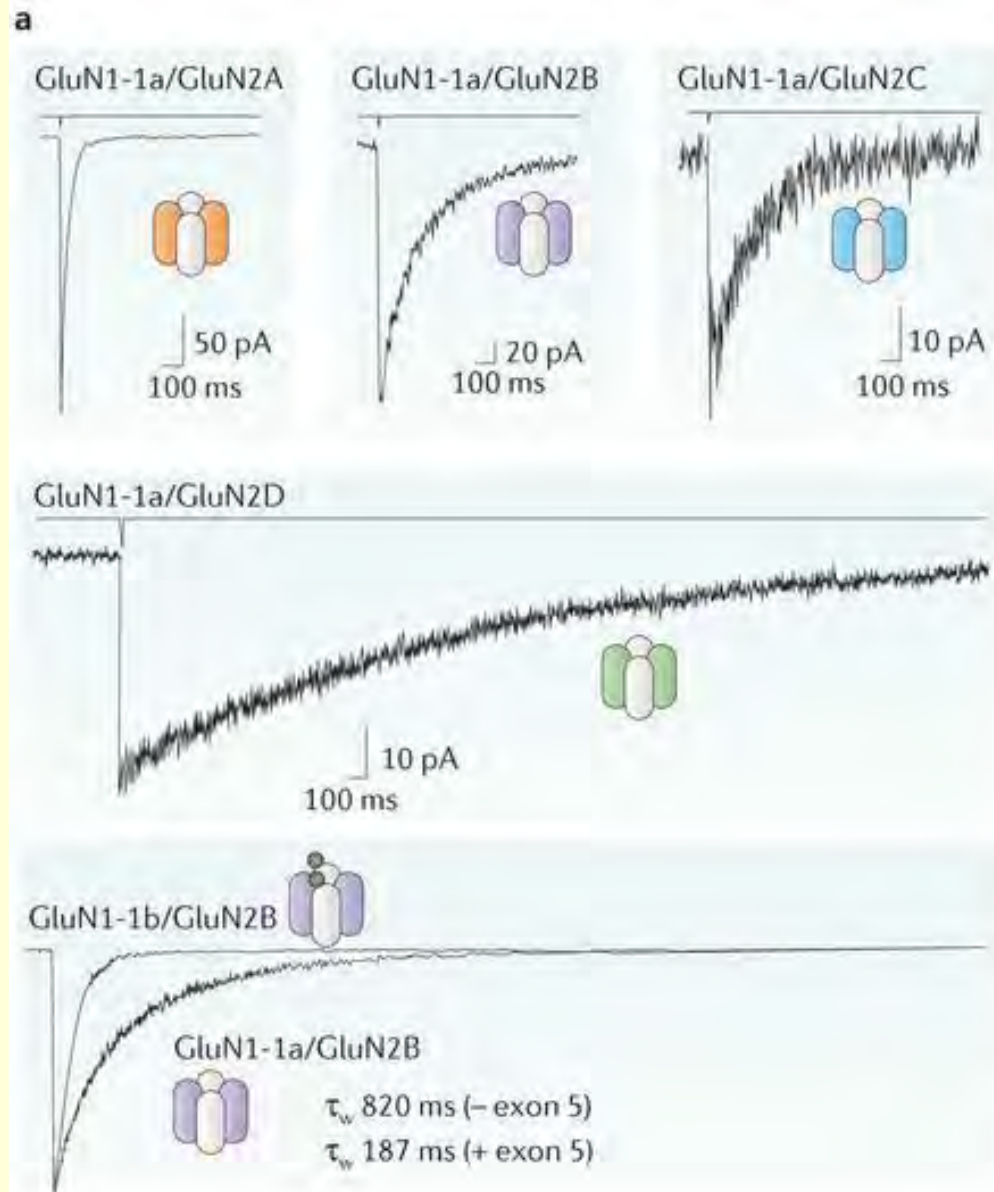 a
GluN1-1a/GluN2A
GluN1-1a/GluN2B
GluN1-1a/GluN2C
50 pA
100 ms
20 pA
100 ms
10 pA
100 ms
GluN1-1a/GluN2D
10 pA
100 ms
GluN1-1b/GluN2B
GluN1-1a/GluN2B
τw 820 ms (– exon 5)
τw 187 ms (+ exon 5)